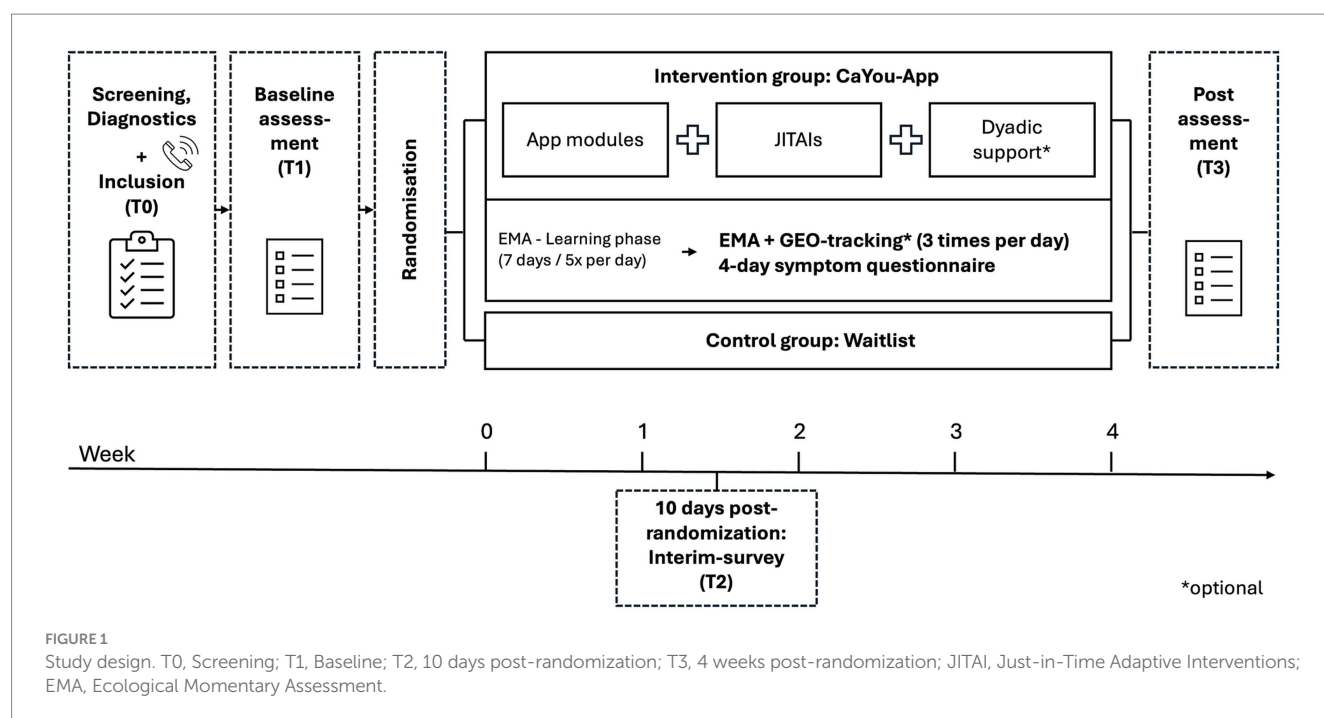 Screening,
Diagnostics
+
Inclusion
(T0)
Baseline
assess-
ment
(T1)
Randomisation
Intervention group: CaYou-App
App modules
JITAIs
Dyadic
support*
EMA - Learning phase
(7 days / 5x per day)
EMA + GEO-tracking* (3 times per day)
4-day symptom questionnaire
Control group: Waitlist
Post
assess-
ment
(T3)
Week
0
1
2
3
4
10 days post-
randomization:
Interim-survey
(T2)
*optional
FIGURE 1
Study design. T0, Screening; T1, Baseline; T2, 10 days post-randomization; T3, 4 weeks post-randomization; JITAI, Just-in-Time Adaptive Interventions;
EMA, Ecological Momentary Assessment.